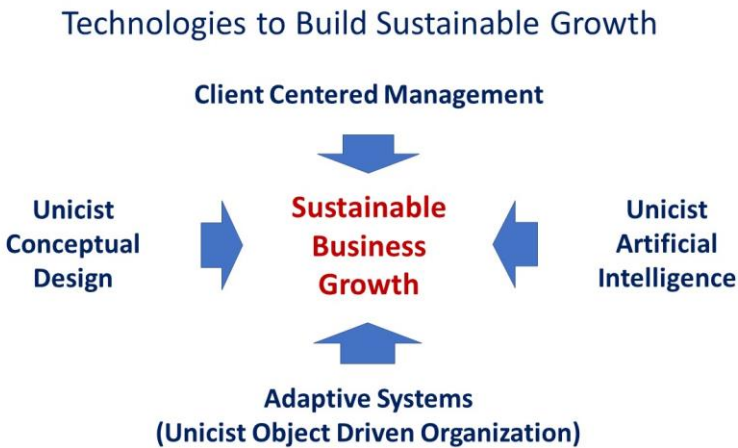 Technologies to Build Sustainable Growth
Client Centered Management
Unicist
Conceptual
Design
Sustainable
Business
Growth
Unicist
Artificial
Intelligence
Adaptive Systems
(Unicist Object Driven Organization)